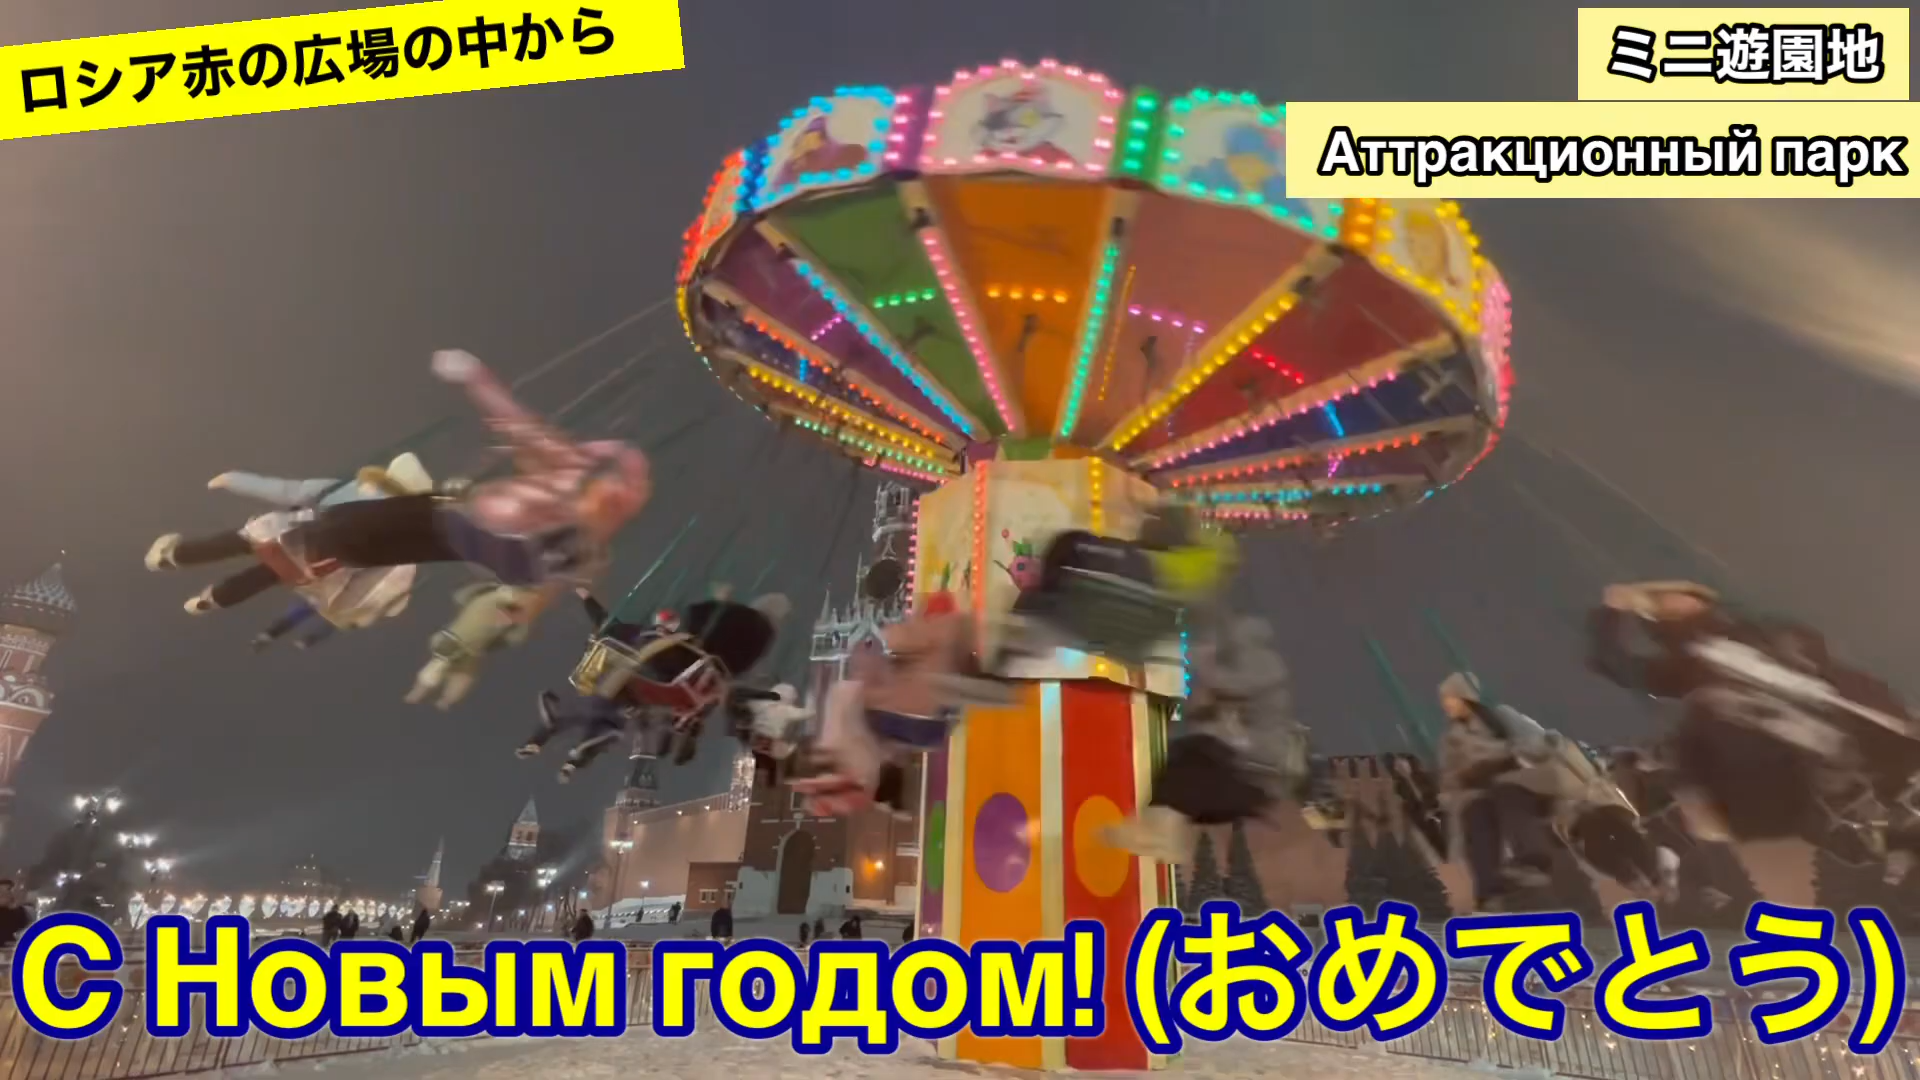 ロシア赤の広場の中から
ミニ遊園地
Аттракционный парк
С Новым годом! (おめでとう)